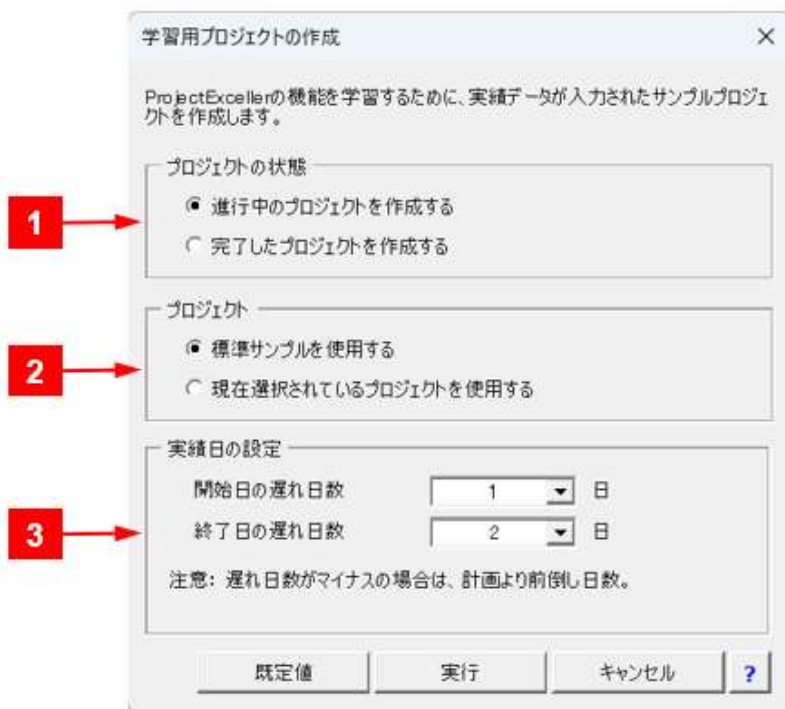 学習用プロジェクトの作成
ProjectExcellerの機能を学習するために、実績データが入力されたサンプルプロジェ
クトを作成します。
プロジェクトの状態
1
進行中のプロジェクトを作成する
完了したプロジェクトを作成する
プロジェクト
2
標準サンプルを使用する
現在選択されているプロジェクトを使用する
実績日の設定
開始日の遅れ日数 1 日
3
終了日の遅れ日数 2 日
注意: 遅れ日数がマイナスの場合は、計画より前倒し日数。
既定値 実行 キャンセル ?